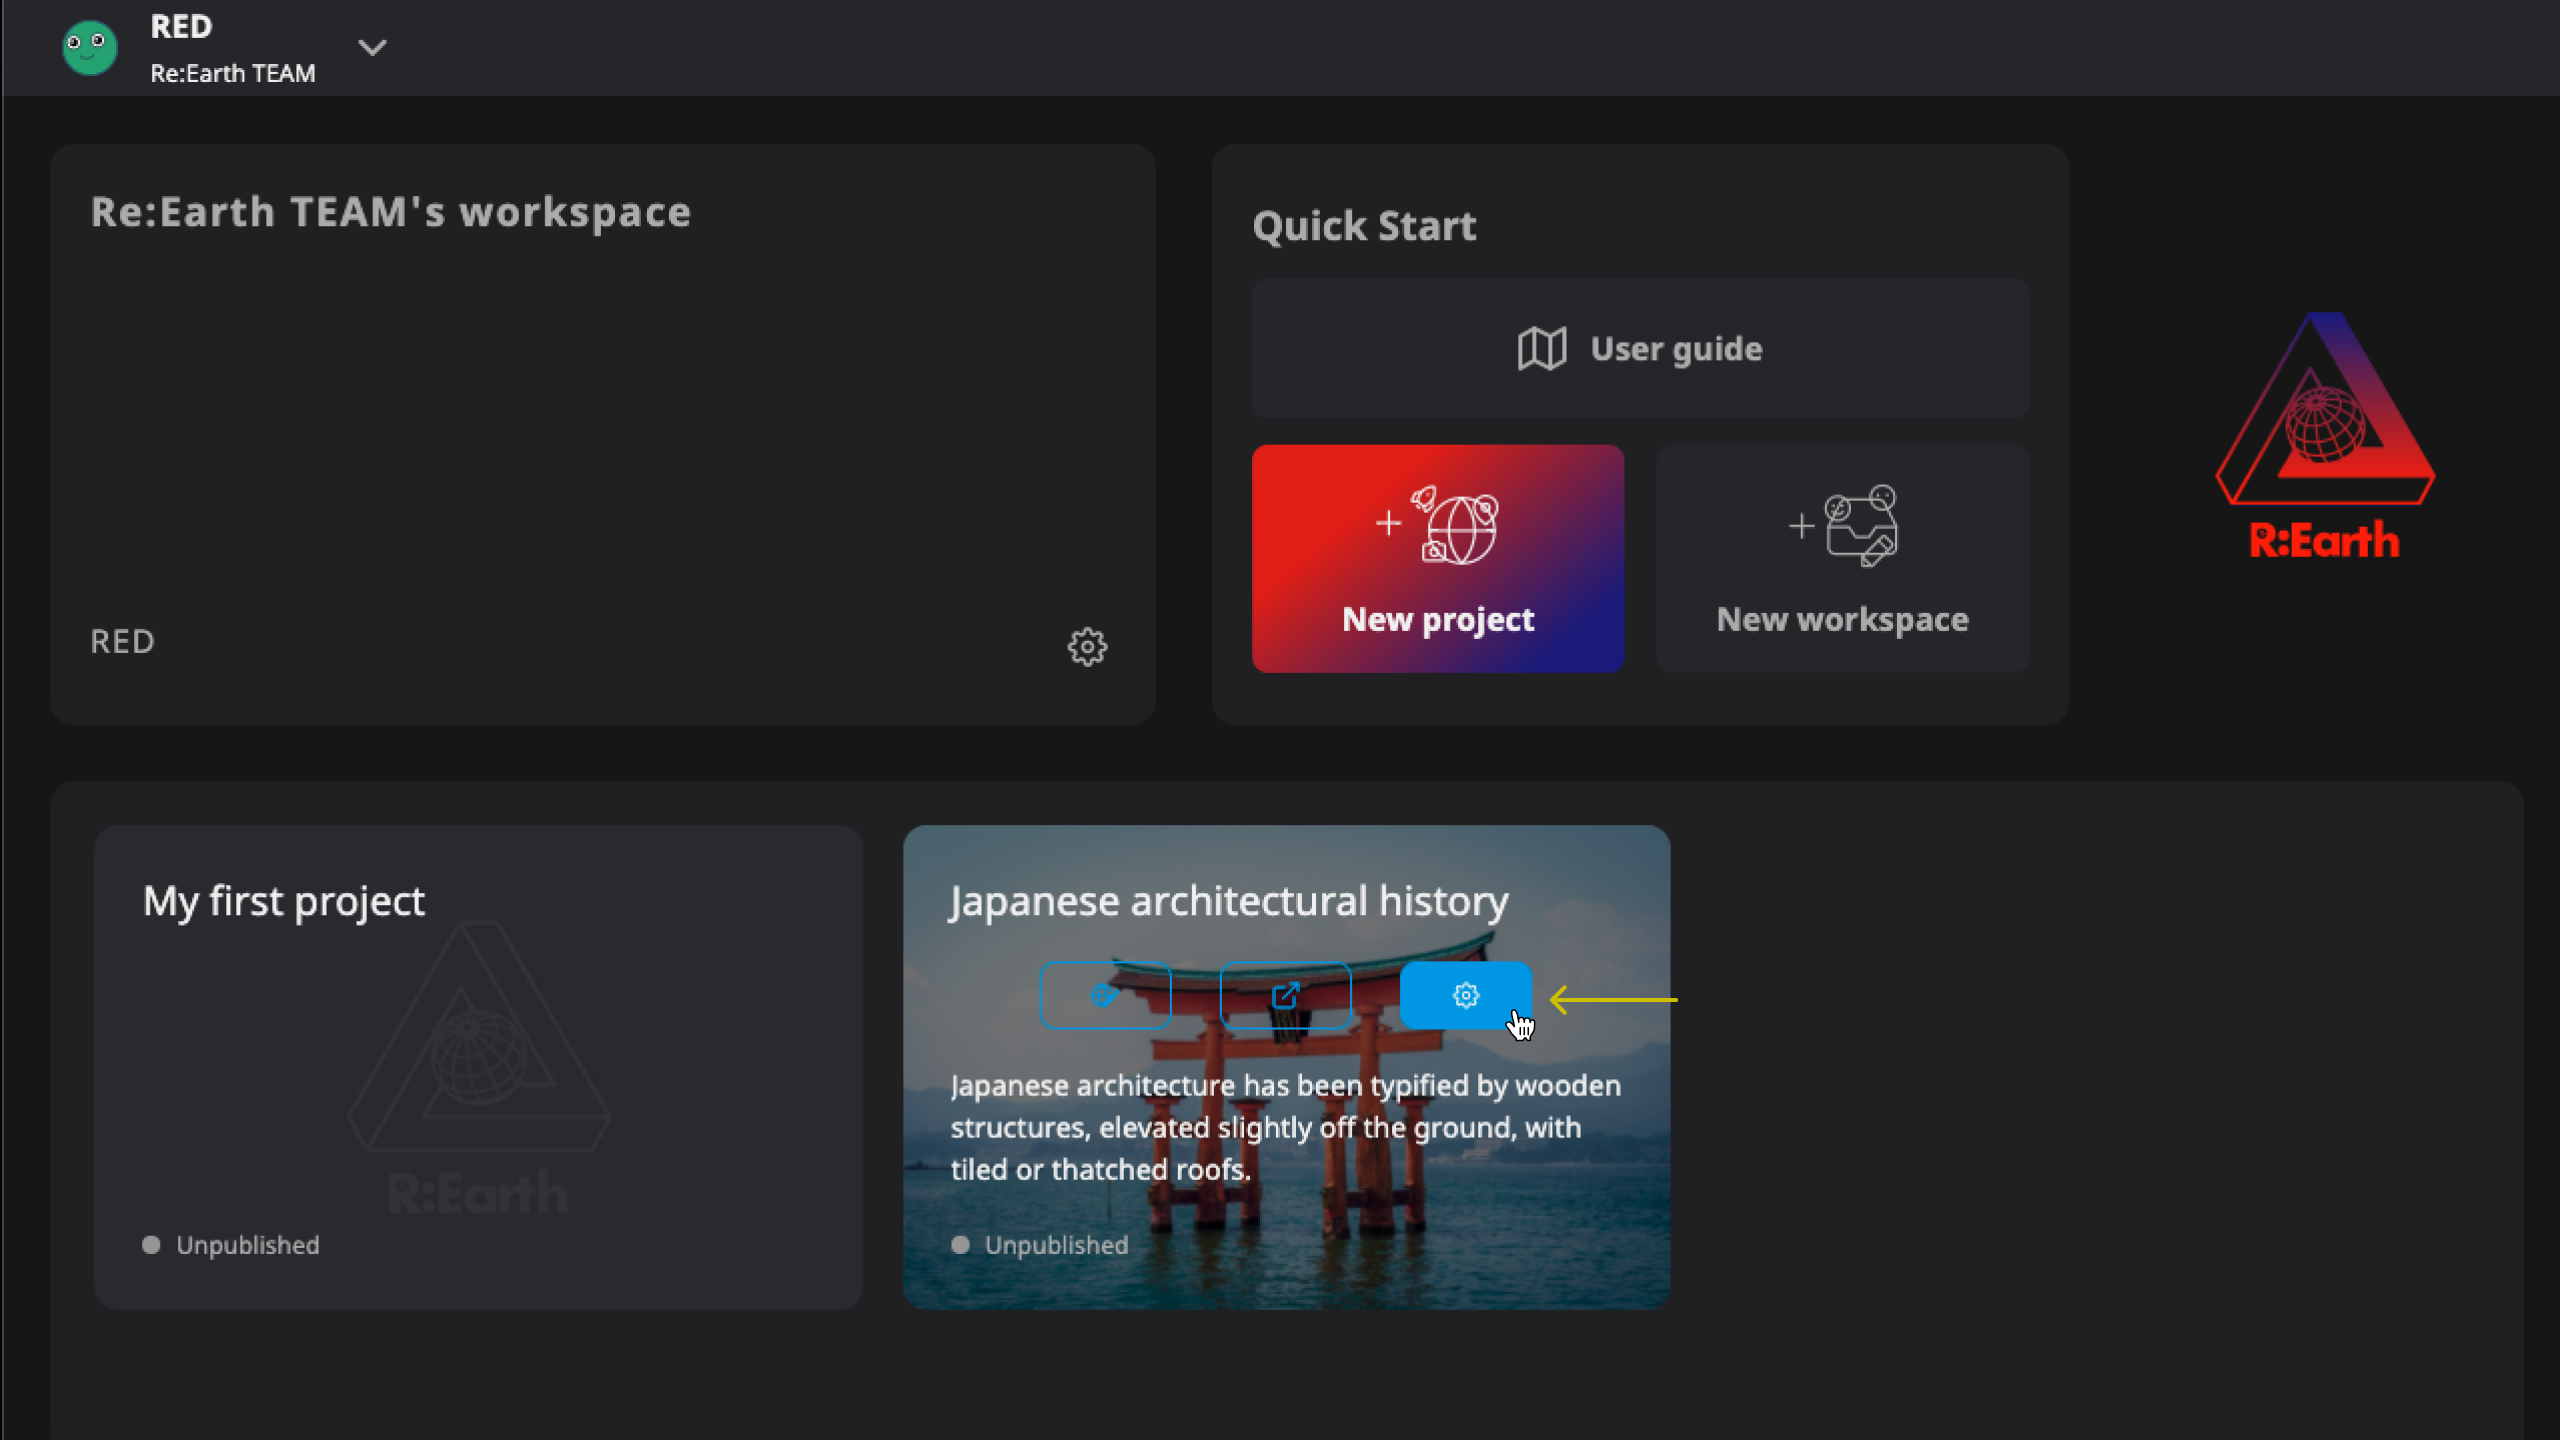 RED
Re:Earth TEAM
Re:Earth TEAM's workspace
RED
Quick Start
User guide
New project
New workspace
R:Earth
My first project
R:Earth
Unpublished
Japanese architectural history
Japanese architecture has been typified by wooden
structures, elevated slightly off the ground, with
tiled or thatched roofs.
Unpublished